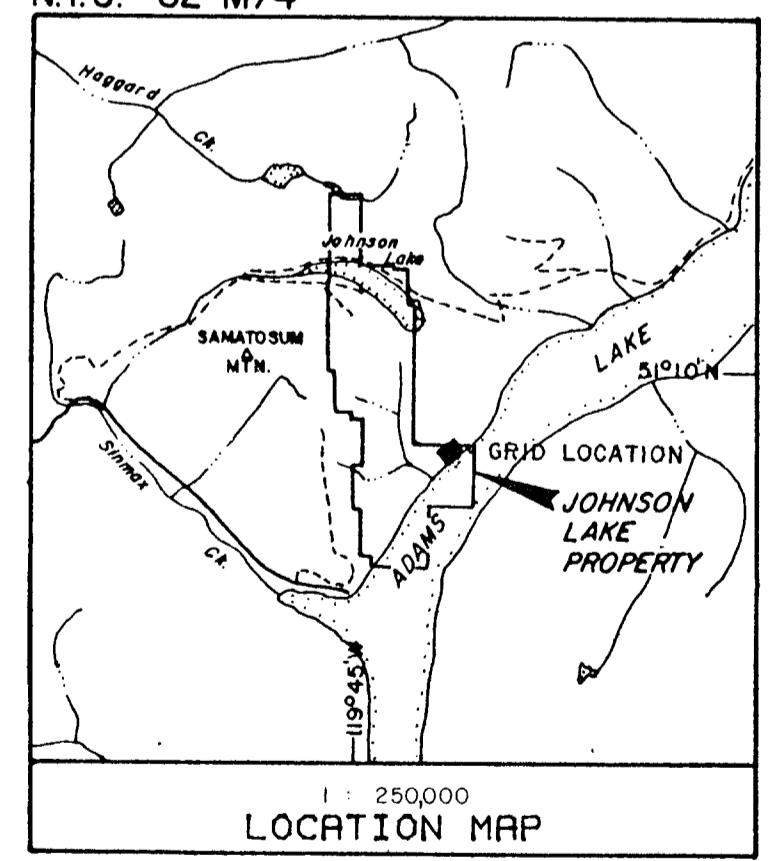 Haggard
Ck.
Johnson
Lake
SAMATOSUM
MTN.
LAKE
51°10'N
Sinmax
Ck.
GRID LOCATION
ADAMS
JOHNSON
LAKE
PROPERTY
119°45'W
1 : 250,000
LOCATION MAP